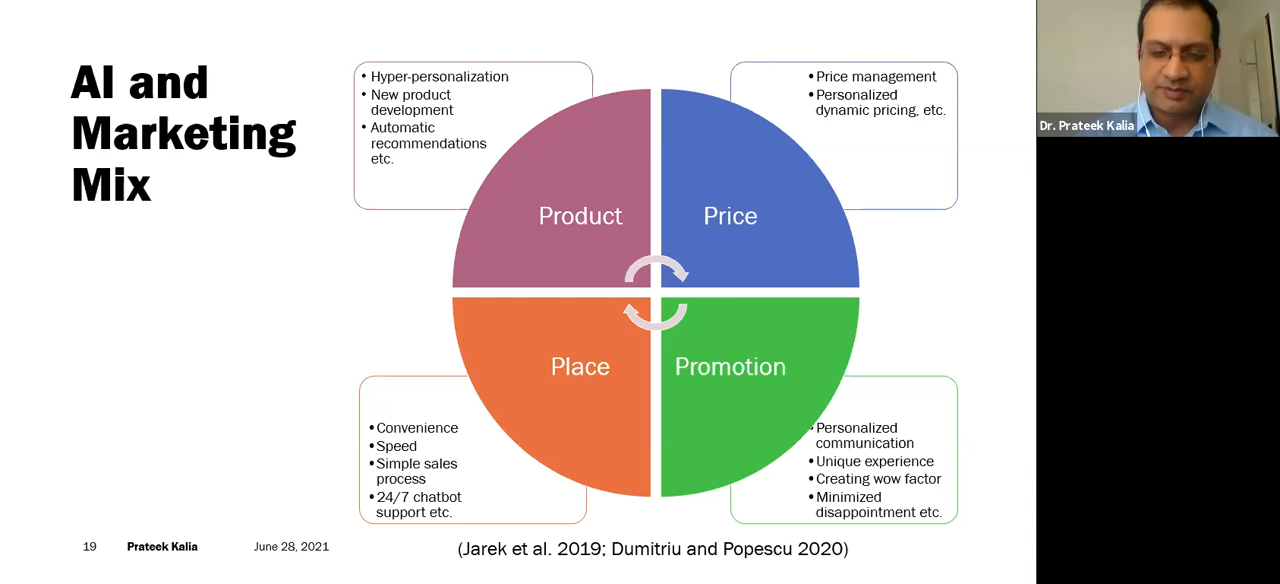 AI and
Marketing
Mix
• Hyper-personalization
• New product
development
• Automatic
recommendations
etc.
• Price management
• Personalized
dynamic pricing, etc.
Product
Price
Place
Promotion
• Convenience
• Speed
• Simple sales
process
• 24/7 chatbot
support etc.
• Personalized
communication
• Unique experience
• Creating wow factor
• Minimized
disappointment etc.
19 Prateek Kalia June 28, 2021
(Jarek et al. 2019; Dumitriu and Popescu 2020)
Dr. Prateek Kalia